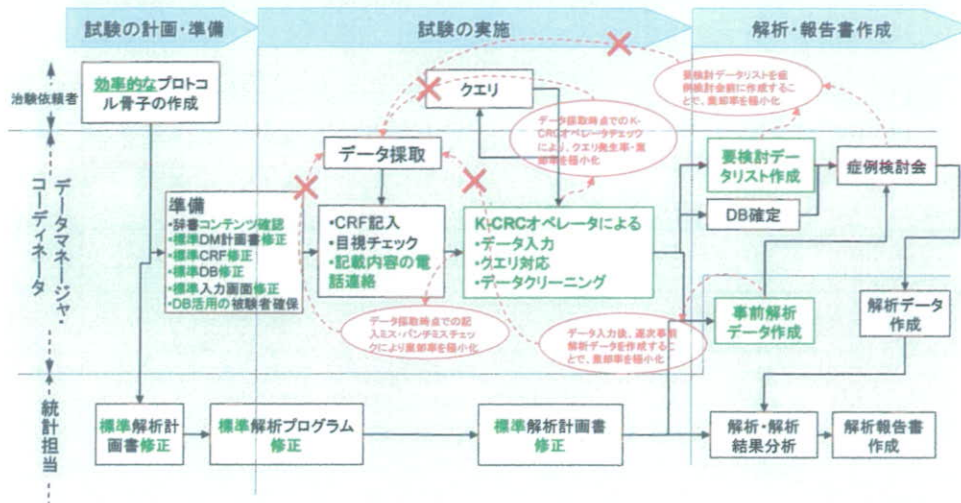 試験の計画・準備
試験の実施
解析・報告書作成
治験依頼者
効率的なプロトコ
ル骨子の作成
クエリ
要検討データリストを症
例検討会前に作成するこ
とで、棄却率を極小化
データ採取時点でのK-
CRCオペレータチェック
により、クエリ発生率・棄
却率を極小化
データマネージャ・
コーディネータ
データ採取
要検討デー
タリスト作成
症例検討会
DB確定
準備
・辞書コンテンツ確認
・標準DM計画書修正
・標準CRF修正
・標準DB修正
・標準入力画面修正
・DB活用の被験者確保
・CRF記入
・目視チェック
・記載内容の電
話連絡
K-CRCオペレータによる
・データ入力
・クエリ対応
・データクリーニング
事前解析
データ作成
解析データ
作成
データ採取時点での記
入ミス・パンチミスチェッ
クにより棄却率を極小化
データ入力後、逐次事前
解析データを作成するこ
とで、棄却率を極小化
統計担当
標準解析計
画書修正
標準解析プログラム
修正
標準解析計画書
修正
解析・解析
結果分析
解析報告書
作成